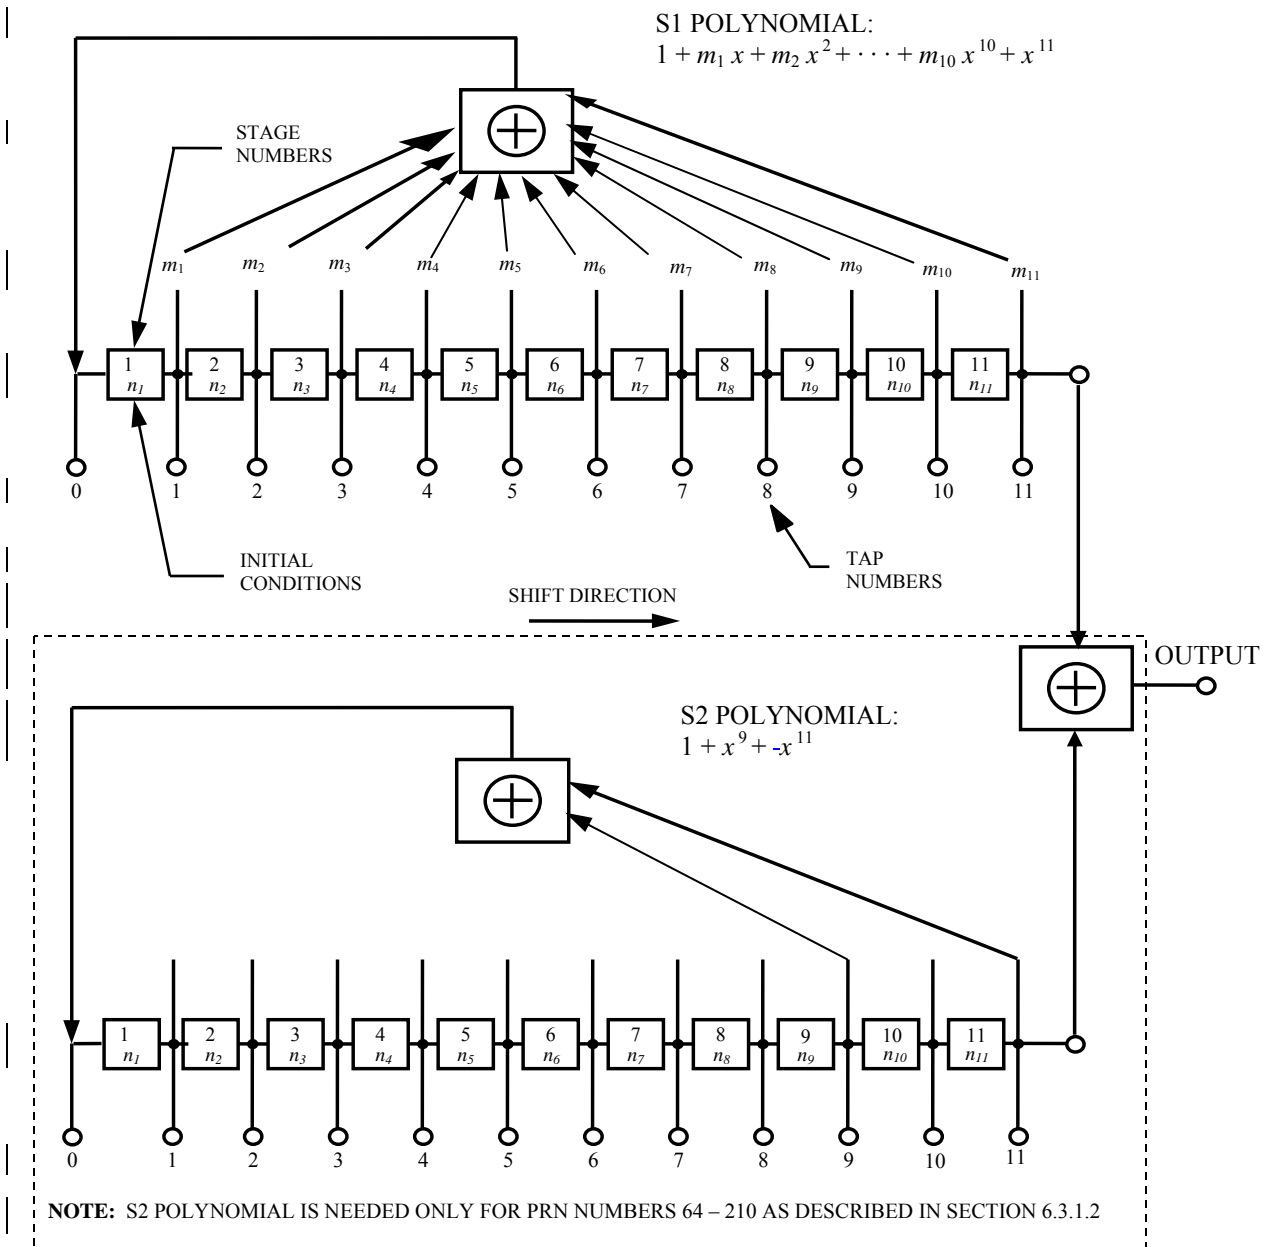 S1 POLYNOMIAL:
1 + m₁ x + m₂ x² + · · · + m₁₀ x¹⁰ + x¹¹
STAGE
NUMBERS
m₁ m₂ m₃ m₄ m₅ m₆ m₇ m₈ m₉ m₁₀ m₁₁
1 2 3 4 5 6 7 8 9 10 11
n₁ n₂ n₃ n₄ n₅ n₆ n₇ n₈ n₉ n₁₀ n₁₁
0 1 2 3 4 5 6 7 8 9 10 11
INITIAL
CONDITIONS
TAP
NUMBERS
SHIFT DIRECTION
OUTPUT
S2 POLYNOMIAL:
1 + x⁹ + -x¹¹
1 2 3 4 5 6 7 8 9 10 11
n₁ n₂ n₃ n₄ n₅ n₆ n₇ n₈ n₉ n₁₀ n₁₁
0 1 2 3 4 5 6 7 8 9 10 11
NOTE: S2 POLYNOMIAL IS NEEDED ONLY FOR PRN NUMBERS 64 – 210 AS DESCRIBED IN SECTION 6.3.1.2